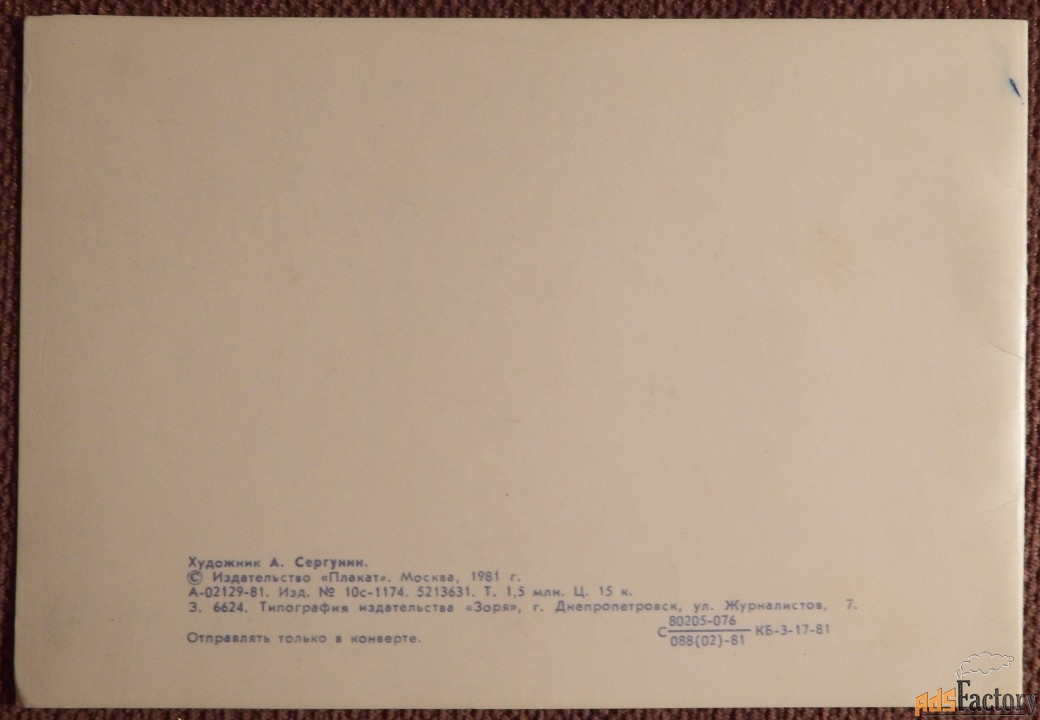 Художник А. Сергунин.
© Издательство «Плакат». Москва, 1981 г.
А-02129-81. Изд. № 10с-1174. 5213631. Т. 1,5 млн. Ц. 15 к.
З. 6624. Типография издательства «Зоря», г. Днепропетровск, ул. Журналистов, 7.
Отправлять только в конверте.
С 80205-076
088(02)-81 КБ-3-17-81
AdsFactory